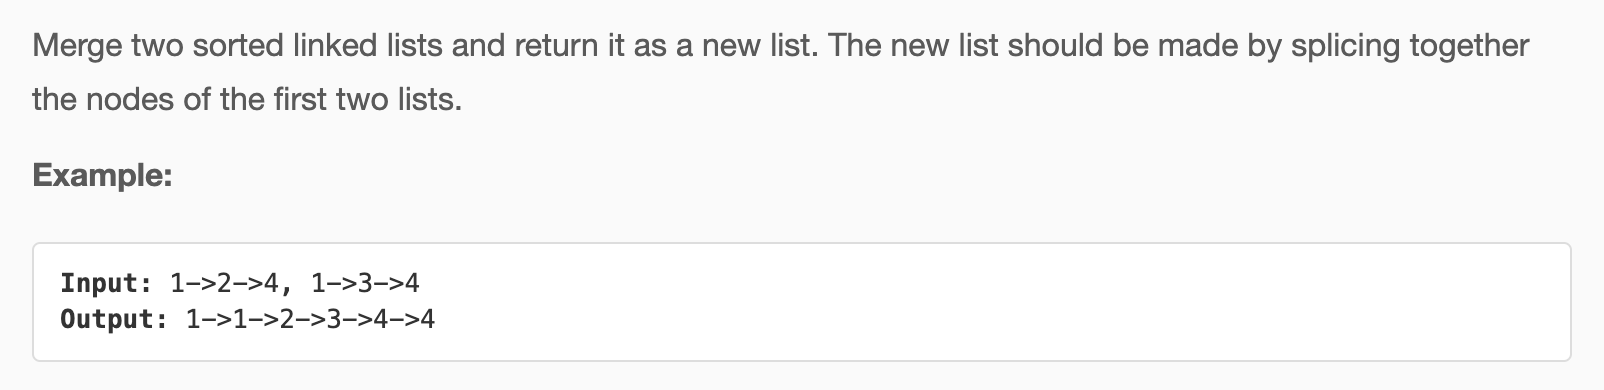 Merge two sorted linked lists and return it as a new list. The new list should be made by splicing together
the nodes of the first two lists.
Example:
Input: 1->2->4, 1->3->4
Output: 1->1->2->3->4->4